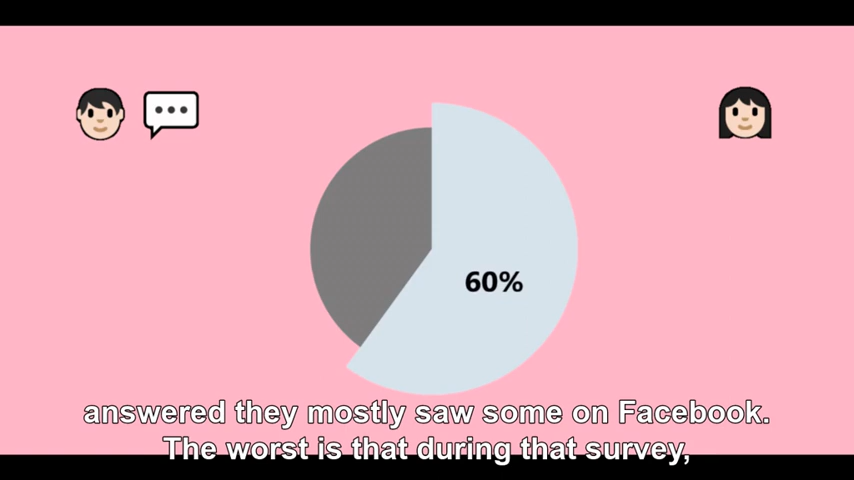 60%
answered they mostly saw some on Facebook.
The worst is that during that survey,